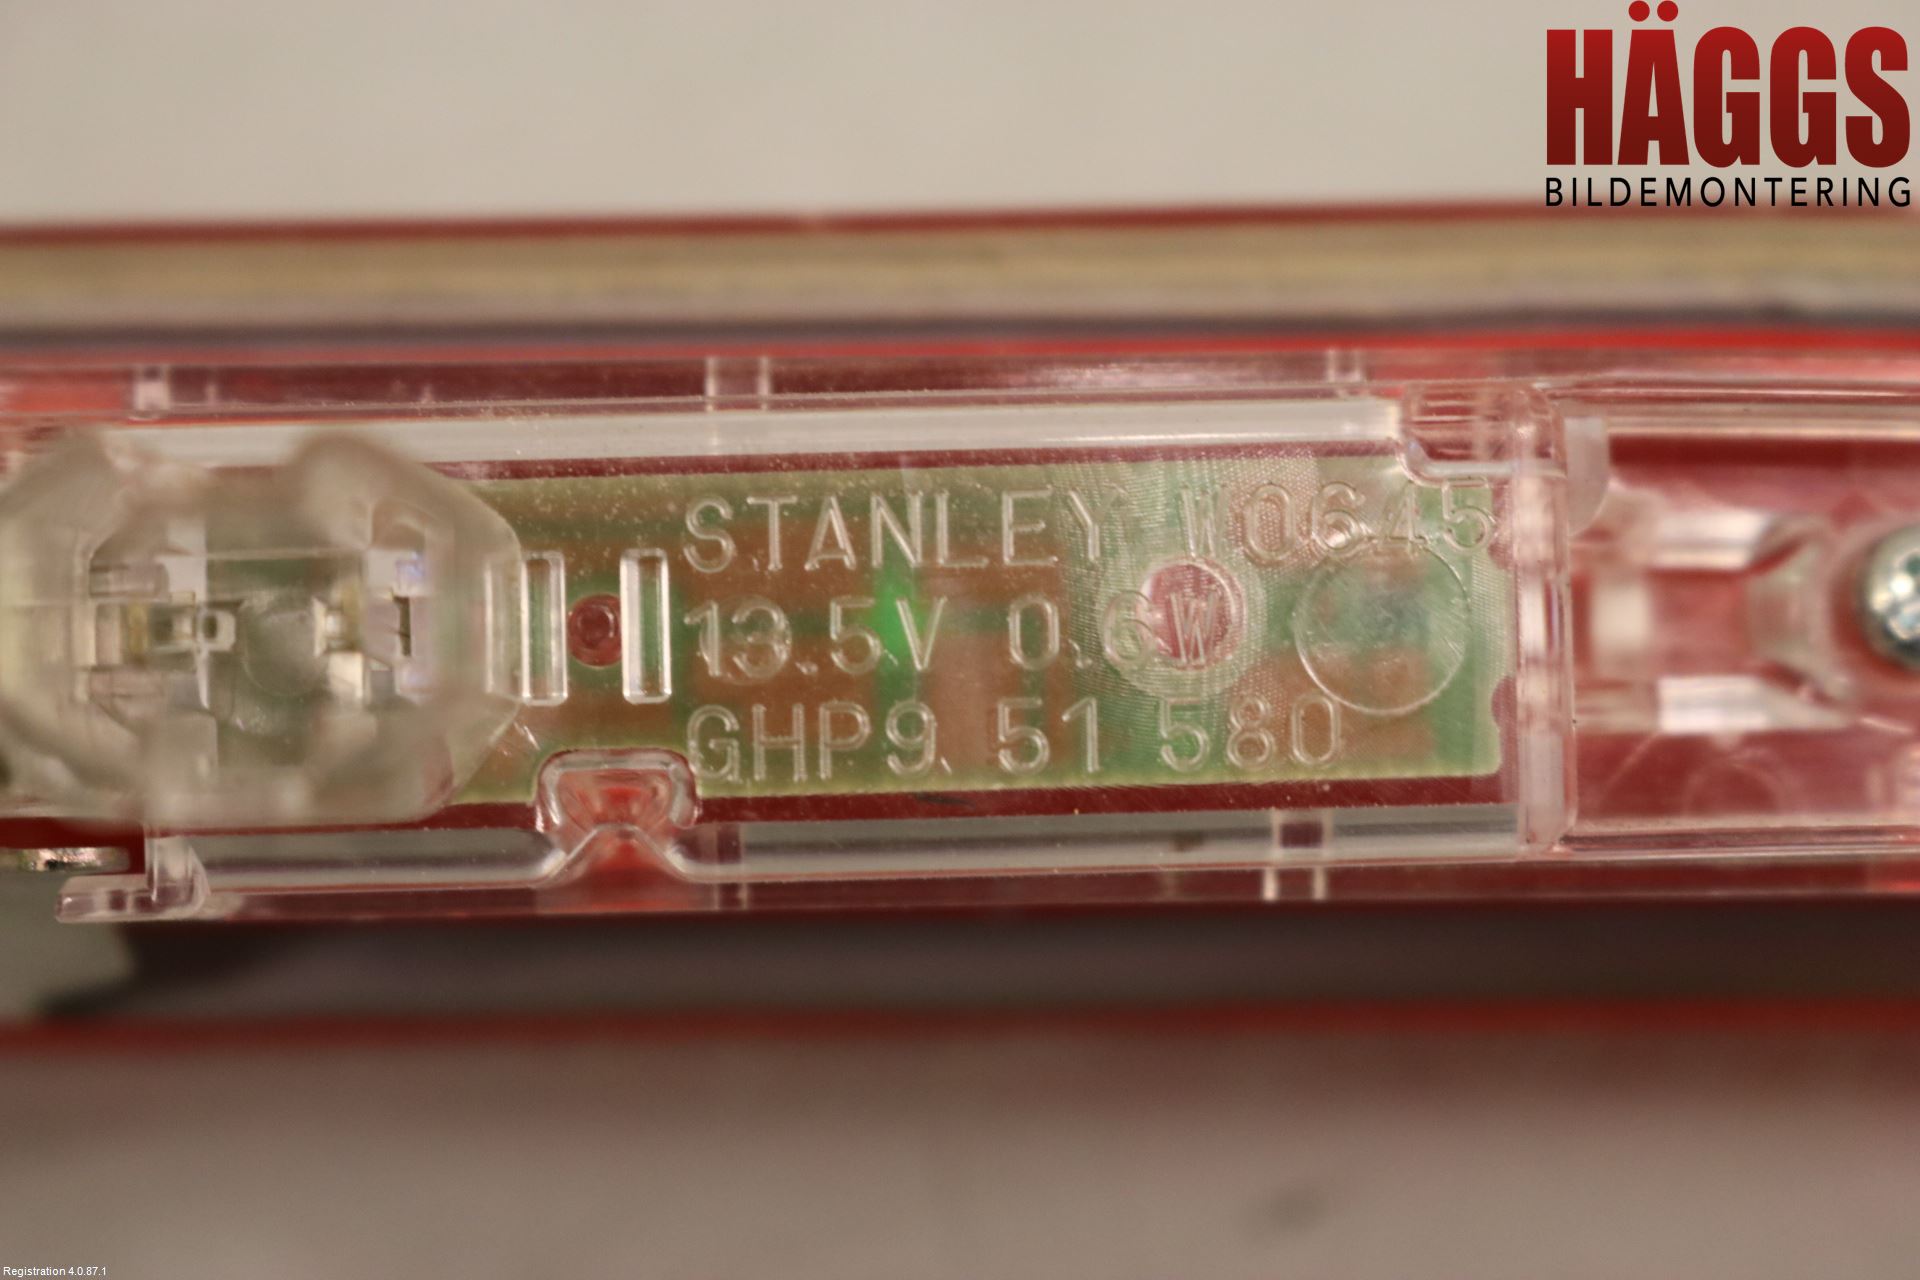 HÄGGS
BILDEMONTERING
STANLEY W0645
13.5V 0.6W
GHP9 51 580
Registration 4.0.87.1